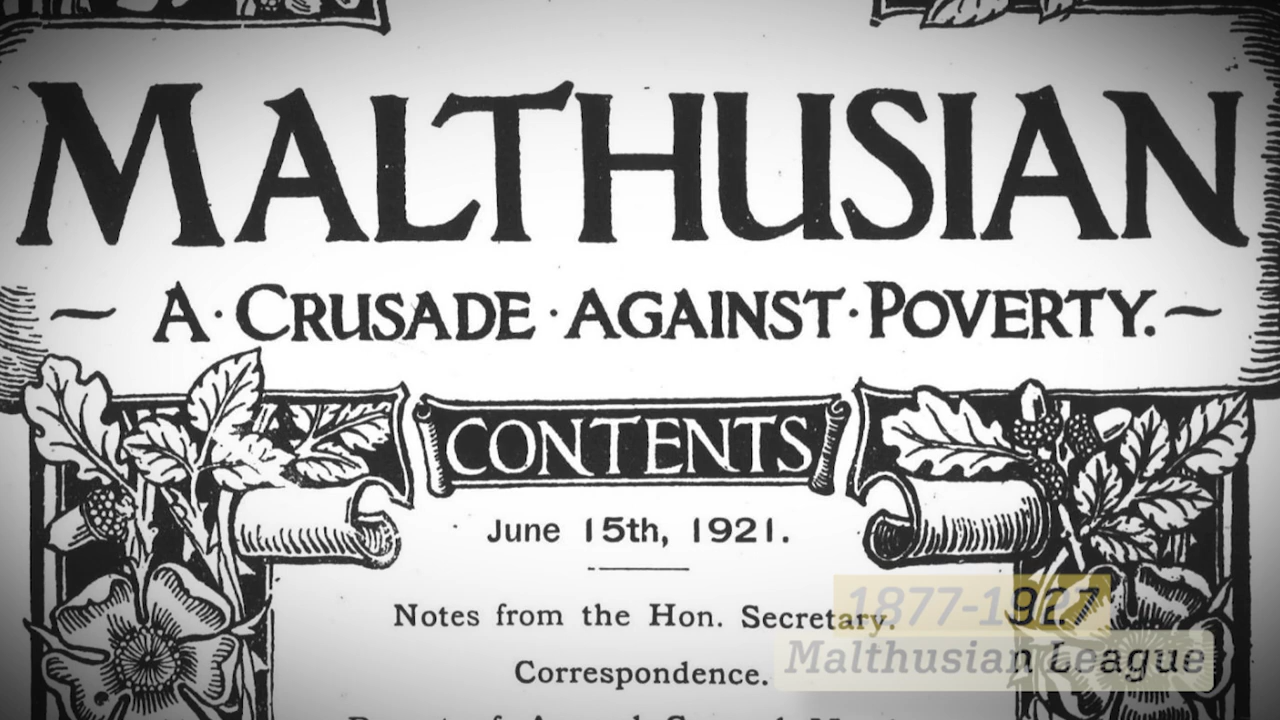 MALTHUSIAN
~ A · CRUSADE · AGAINST · POVERTY. ~
CONTENTS
June 15th, 1921.
Notes from the Hon. Secretary.
Correspondence.
1877-1927
Malthusian League